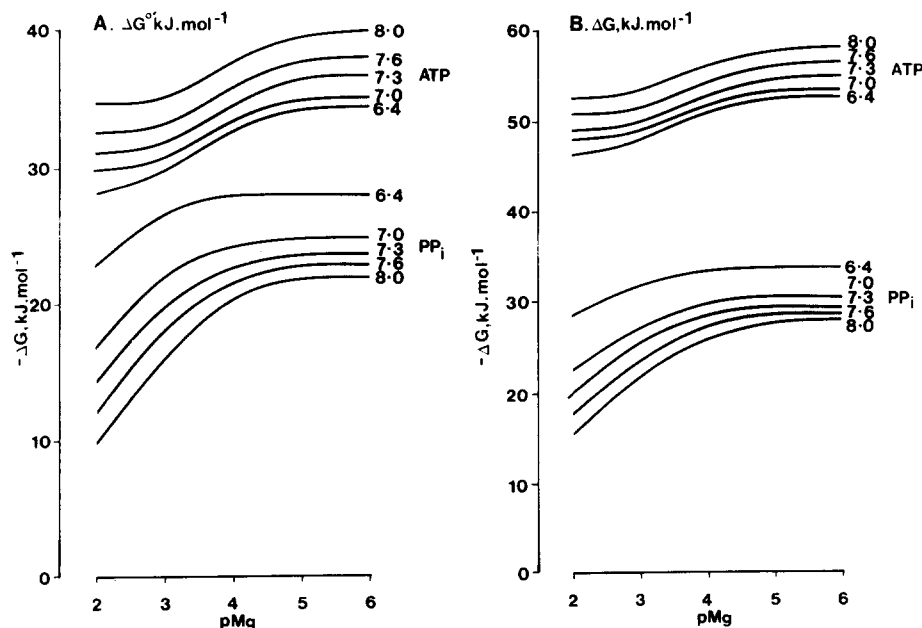 A. ΔG°′kJ.mol⁻¹
40
30
20
10
0
-ΔG.kJ.mol⁻¹
8·0
7·6
7·3
7·0
6·4
ATP
6·4
7·0
7·3
7·6
8·0
PPi
2 3 4 5 6
pMg
B. ΔG,kJ.mol⁻¹
60
50
40
30
20
10
0
-ΔG,kJ.mol⁻¹
8·0
7·6
7·3
7·0
6·4
ATP
6·4
7·0
7·3
7·6
8·0
PPi
2 3 4 5 6
pMg